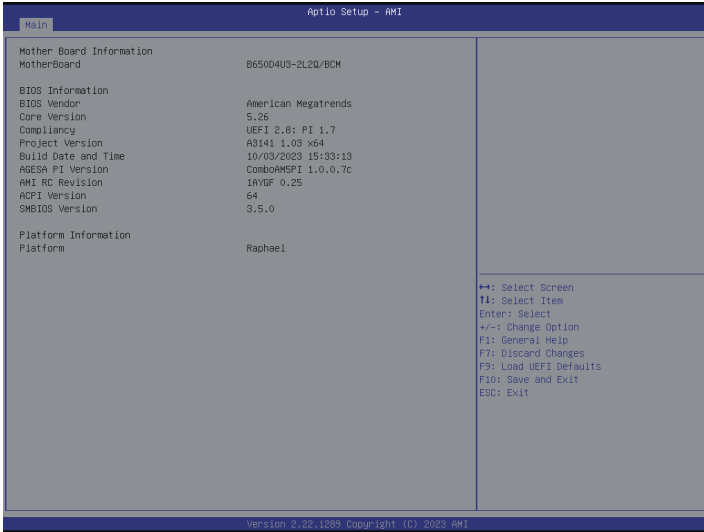 Aptio Setup - AMI
Main
Mother Board Information
MotherBoard B650D4U3-2L2Q/BCM
BIOS Information
BIOS Vendor American Megatrends
Core Version 5.26
Compliancy UEFI 2.8; PI 1.7
Project Version A3141 1.03 x64
Build Date and Time 10/03/2023 15:33:13
AGESA PI Version ComboAM5PI 1.0.0.7c
AMI RC Revision 1AYGF 0.25
ACPI Version 64
SMBIOS Version 3.5.0
Platform Information
Platform Raphael
↔: Select Screen
↑↓: Select Item
Enter: Select
+/-: Change Option
F1: General Help
F7: Discard Changes
F9: Load UEFI Defaults
F10: Save and Exit
ESC: Exit
Version 2.22.1289 Copyright (C) 2023 AMI